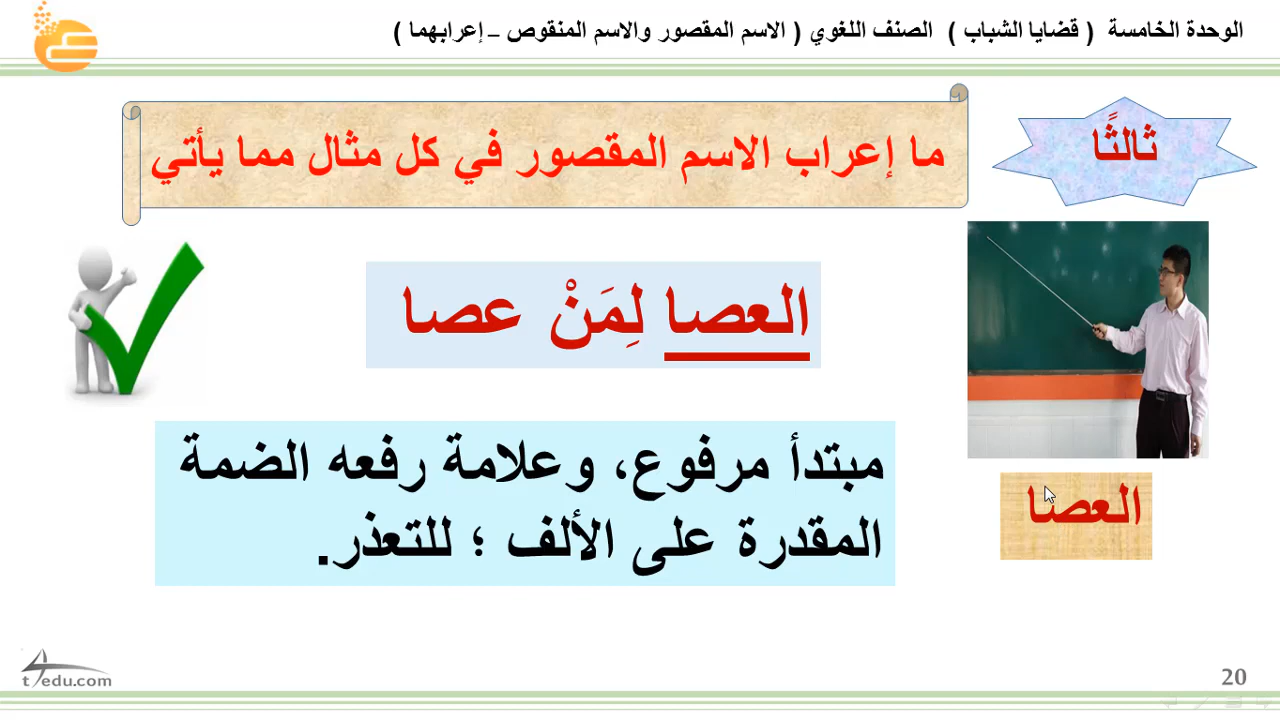 الوحدة الخامسة ( قضايا الشباب ) الصنف اللغوي ( الاسم المقصور والاسم المنقوص – إعرابهما )
ثالثًا
ما إعراب الاسم المقصور في كل مثال مما يأتي
العصا لِمَنْ عصا
العصا
مبتدأ مرفوع، وعلامة رفعه الضمة
المقدرة على الألف ؛ للتعذر.
t4edu.com
20